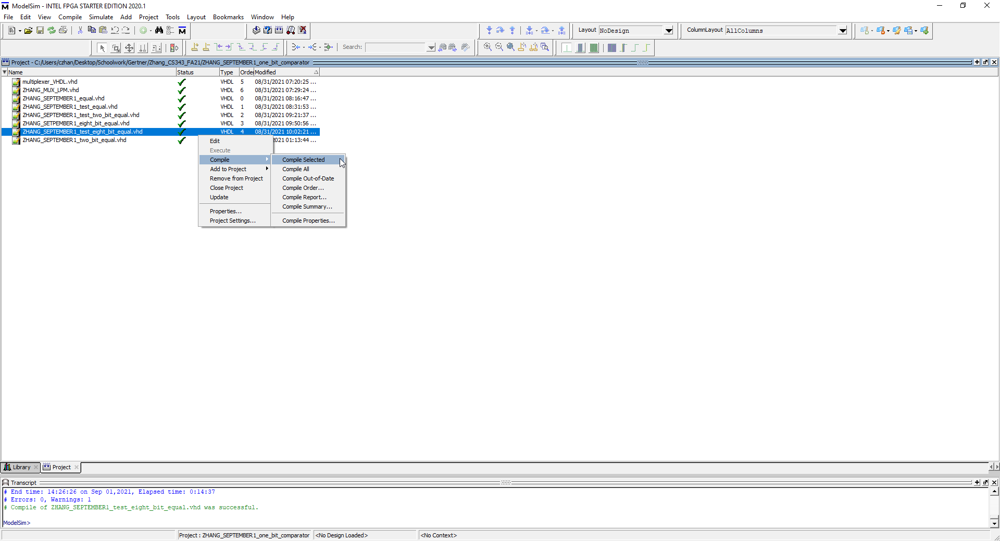 ModelSim - INTEL FPGA STARTER EDITION 2020.1
File Edit View Compile Simulate Add Project Tools Layout Bookmarks Window Help
Layout NoDesign ColumnLayout AllColumns
Search:
Project - C:/Users/czhan/Desktop/Schoolwork/Gertner/Zhang_CS343_FA21/ZHANG_SEPTEMBER1_one_bit_comparator
Name Status Type Order Modified
multiplexer_VHDL.vhd VHDL 5 08/31/2021 07:20:25 ...
ZHANG_MUX_LPM.vhd VHDL 6 08/31/2021 07:29:24 ...
ZHANG_SEPTEMBER1_equal.vhd VHDL 0 08/31/2021 08:16:47 ...
ZHANG_SEPTEMBER1_test_equal.vhd VHDL 1 08/31/2021 08:31:53 ...
ZHANG_SEPTEMBER1_test_two_bit_equal.vhd VHDL 2 08/31/2021 09:21:37 ...
ZHANG_SETPEMBER1_eight_bit_equal.vhd VHDL 3 08/31/2021 09:50:56 ...
ZHANG_SEPTEMBER1_test_eight_bit_equal.vhd VHDL 4 08/31/2021 10:02:21 ...
ZHANG_SEPTEMBER1_two_bit_equal.vhd 2021 01:13:44 ...
Edit
Execute
Compile
Add to Project
Remove from Project
Close Project
Update
Properties...
Project Settings...
Compile Selected
Compile All
Compile Out-of-Date
Compile Order...
Compile Report...
Compile Summary...
Compile Properties...
Library Project
Transcript
# End time: 14:26:26 on Sep 01,2021, Elapsed time: 0:14:37
# Errors: 0, Warnings: 1
# Compile of ZHANG_SEPTEMBER1_test_eight_bit_equal.vhd was successful.
ModelSim>
Project : ZHANG_SEPTEMBER1_one_bit_comparator <No Design Loaded> <No Context>